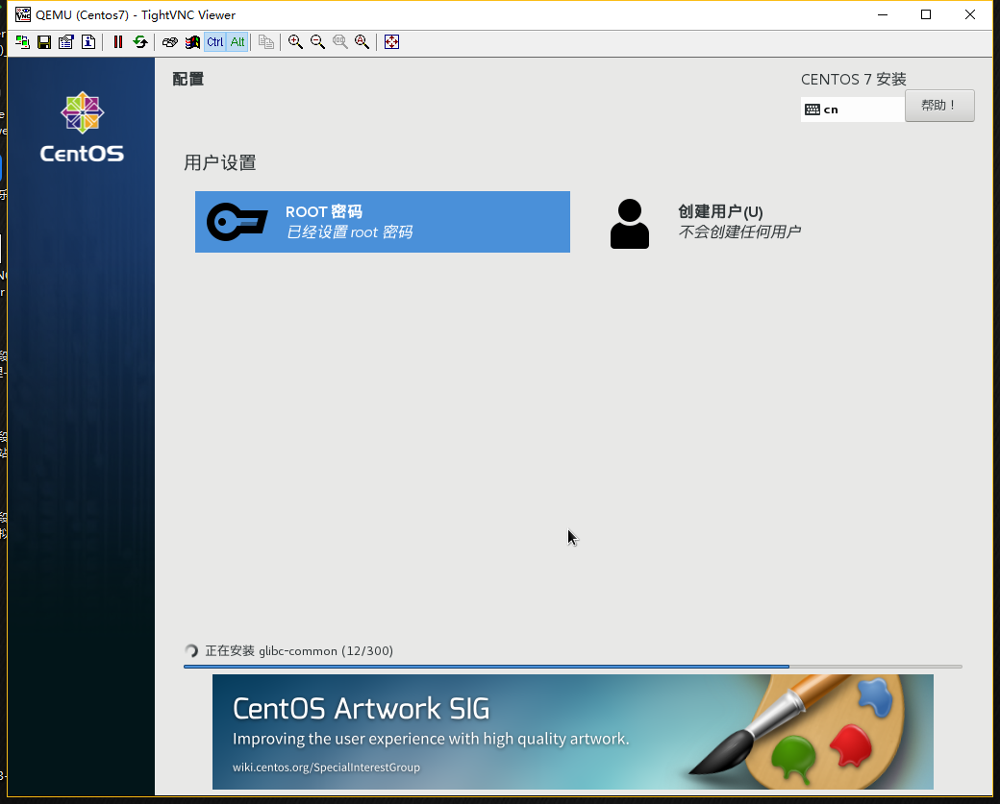 QEMU (Centos7) - TightVNC Viewer
Ctrl Alt
CentOS
配置
CENTOS 7 安装
cn
帮助！
用户设置
ROOT 密码
已经设置 root 密码
创建用户(U)
不会创建任何用户
正在安装 glibc-common (12/300)
CentOS Artwork SIG
Improving the user experience with high quality artwork.
wiki.centos.org/SpecialInterestGroup